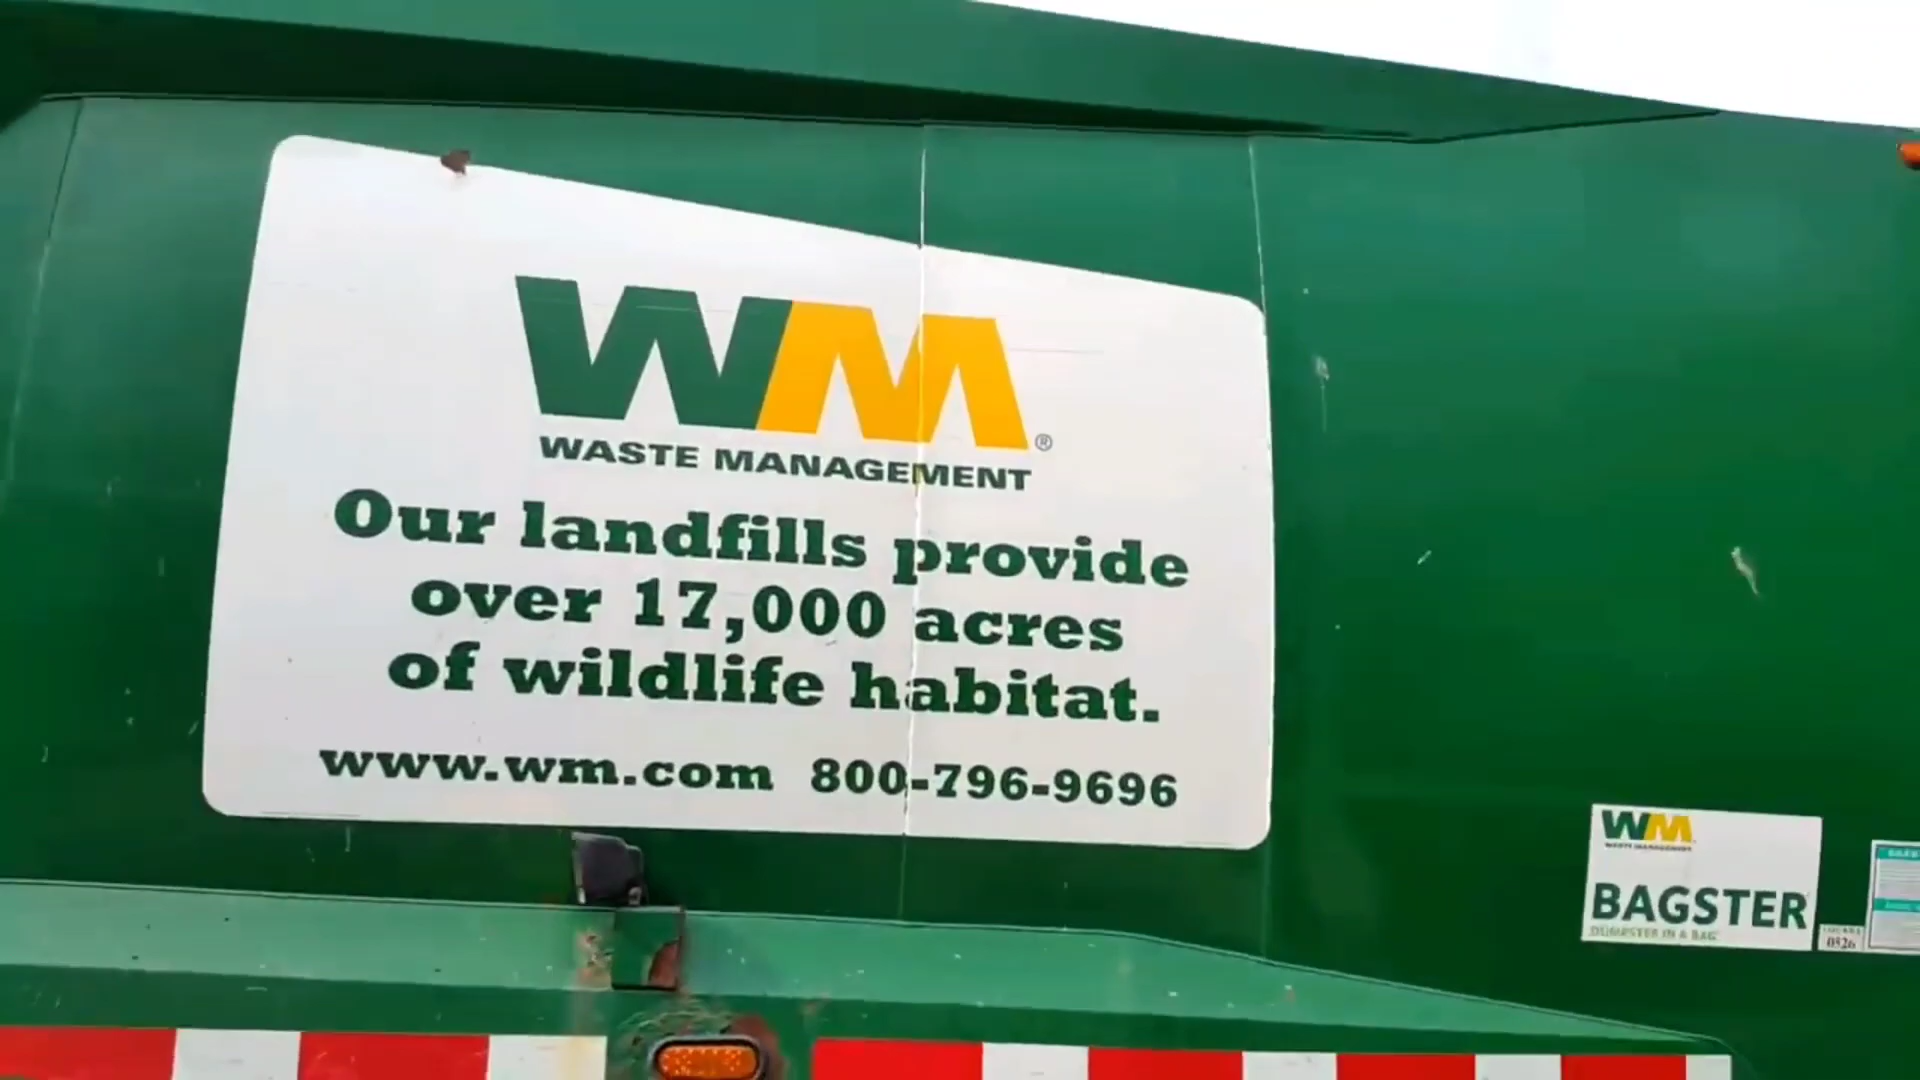 WM®
WASTE MANAGEMENT
Our landfills provide
over 17,000 acres
of wildlife habitat.
www.wm.com 800-796-9696
WM
WASTE MANAGEMENT
BAGSTER
DUMPSTER IN A BAG
0526